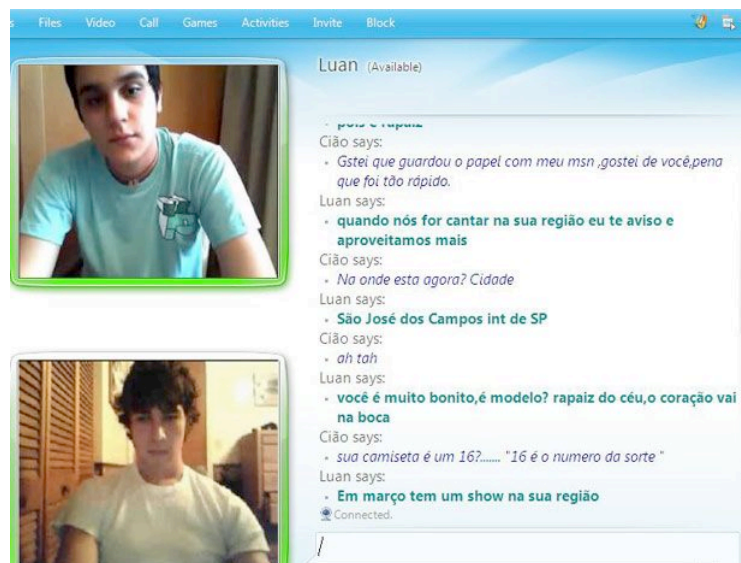 Files Video Call Games Activities Invite Block
Luan (Available)
pois é rapaiz
Cião says:
Gstei que guardou o papel com meu msn ,gostei de você,pena
que foi tão rápido.
Luan says:
quando nós for cantar na sua região eu te aviso e
aproveitamos mais
Cião says:
Na onde esta agora? Cidade
Luan says:
São José dos Campos int de SP
Cião says:
ah tah
Luan says:
você é muito bonito,é modelo? rapaiz do céu,o coração vai
na boca
Cião says:
sua camiseta é um 16?....... "16 é o numero da sorte "
Luan says:
Em março tem um show na sua região
Connected.
/